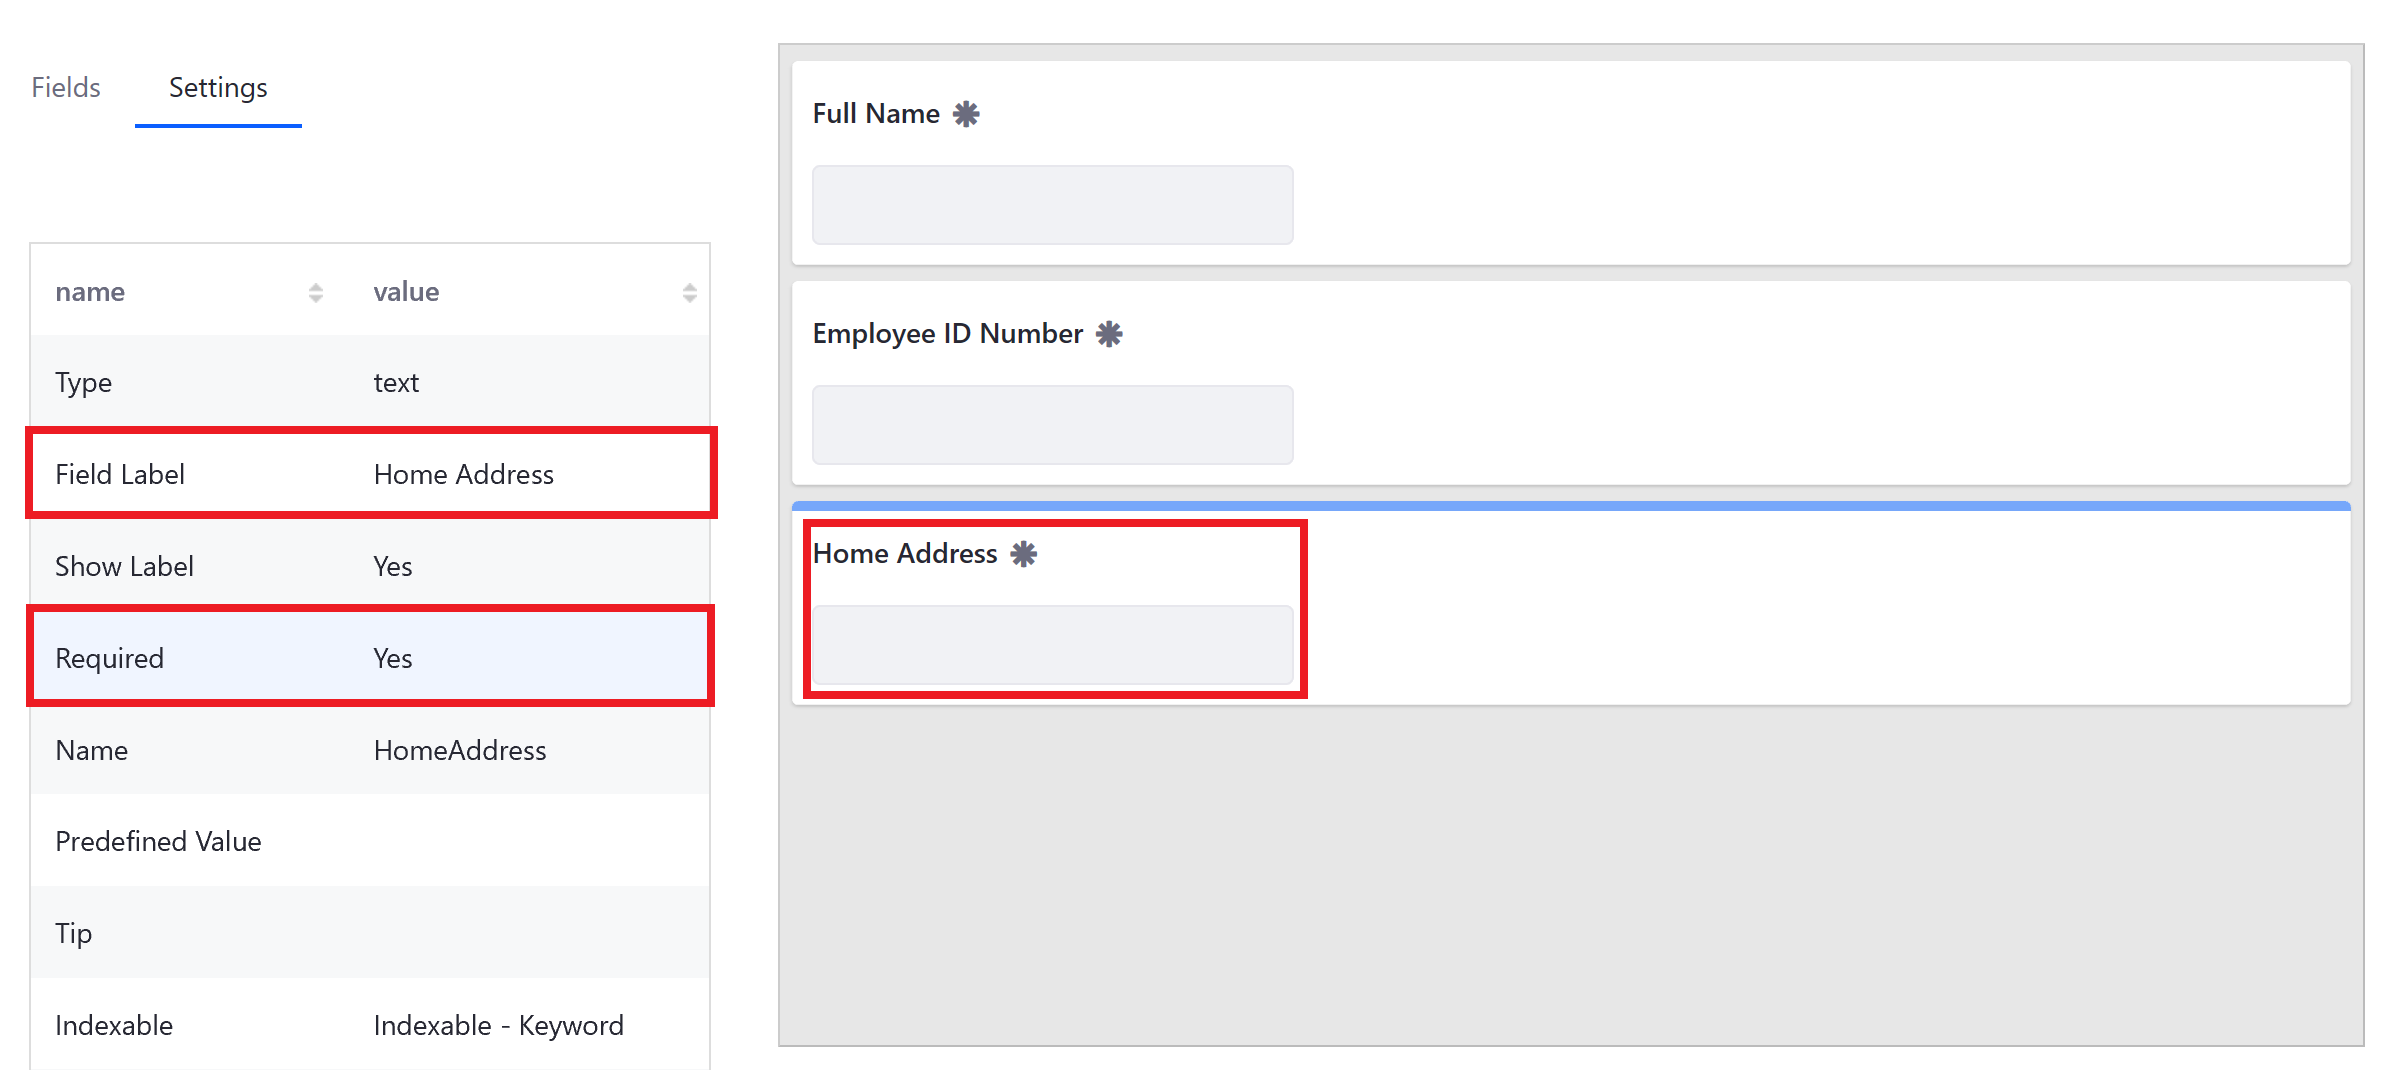 Fields Settings
name value
Type text
Field Label Home Address
Show Label Yes
Required Yes
Name HomeAddress
Predefined Value
Tip
Indexable Indexable - Keyword
Full Name ✱
Employee ID Number ✱
Home Address ✱